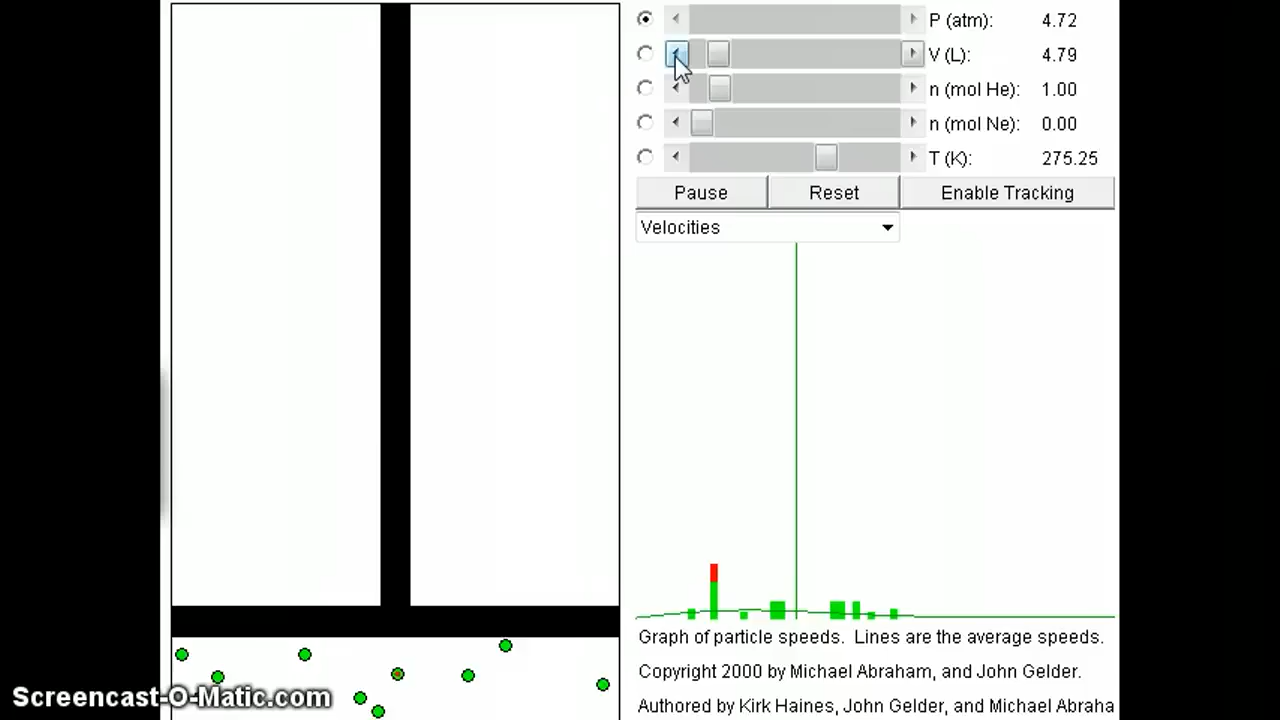 P (atm): 4.72
V (L): 4.79
n (mol He): 1.00
n (mol Ne): 0.00
T (K): 275.25
Pause Reset Enable Tracking
Velocities
Graph of particle speeds. Lines are the average speeds.
Copyright 2000 by Michael Abraham, and John Gelder.
Authored by Kirk Haines, John Gelder, and Michael Abraha
Screencast-O-Matic.com